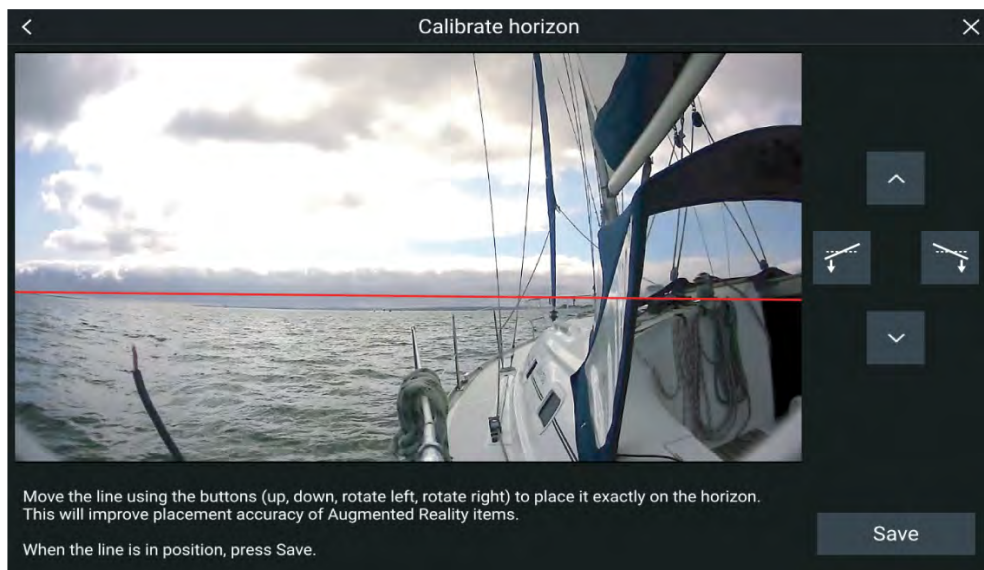 Calibrate horizon
Move the line using the buttons (up, down, rotate left, rotate right) to place it exactly on the horizon.
This will improve placement accuracy of Augmented Reality items.
When the line is in position, press Save.
Save